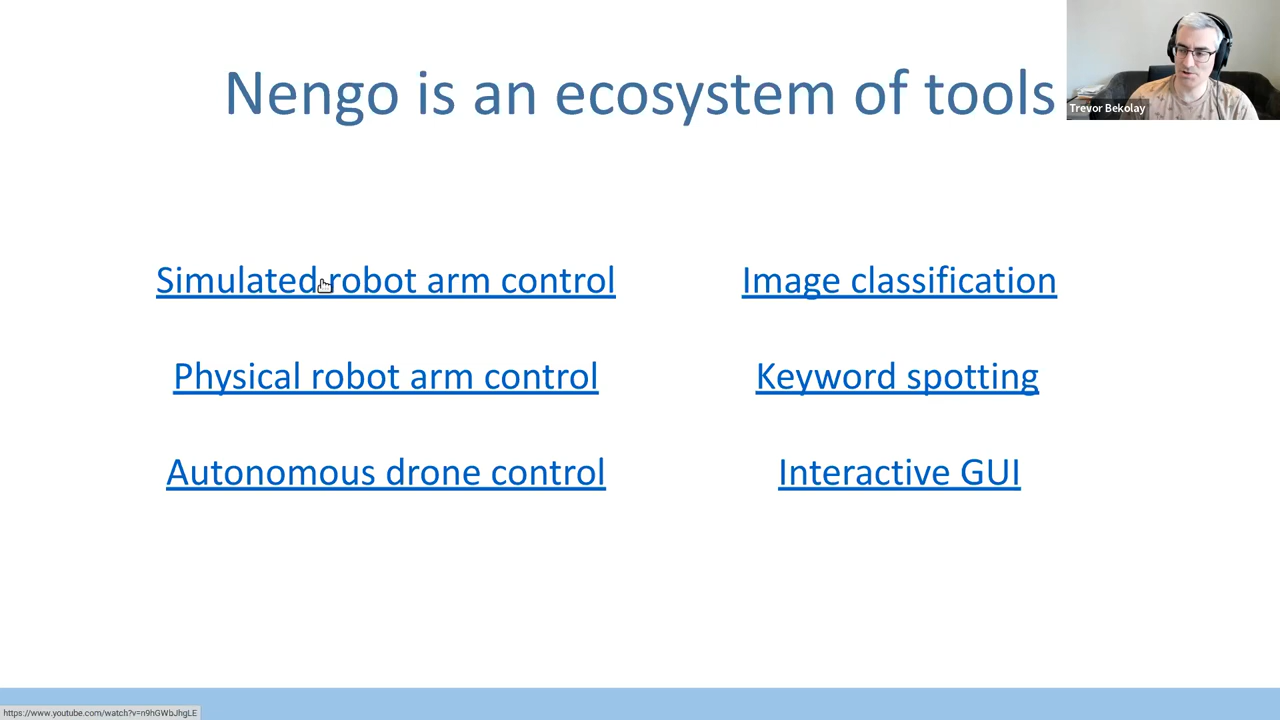 Nengo is an ecosystem of tools
Trevor Bekolay
Simulated robot arm control
Image classification
Physical robot arm control
Keyword spotting
Autonomous drone control
Interactive GUI
https://www.youtube.com/watch?v=n9hGWbJhgLE